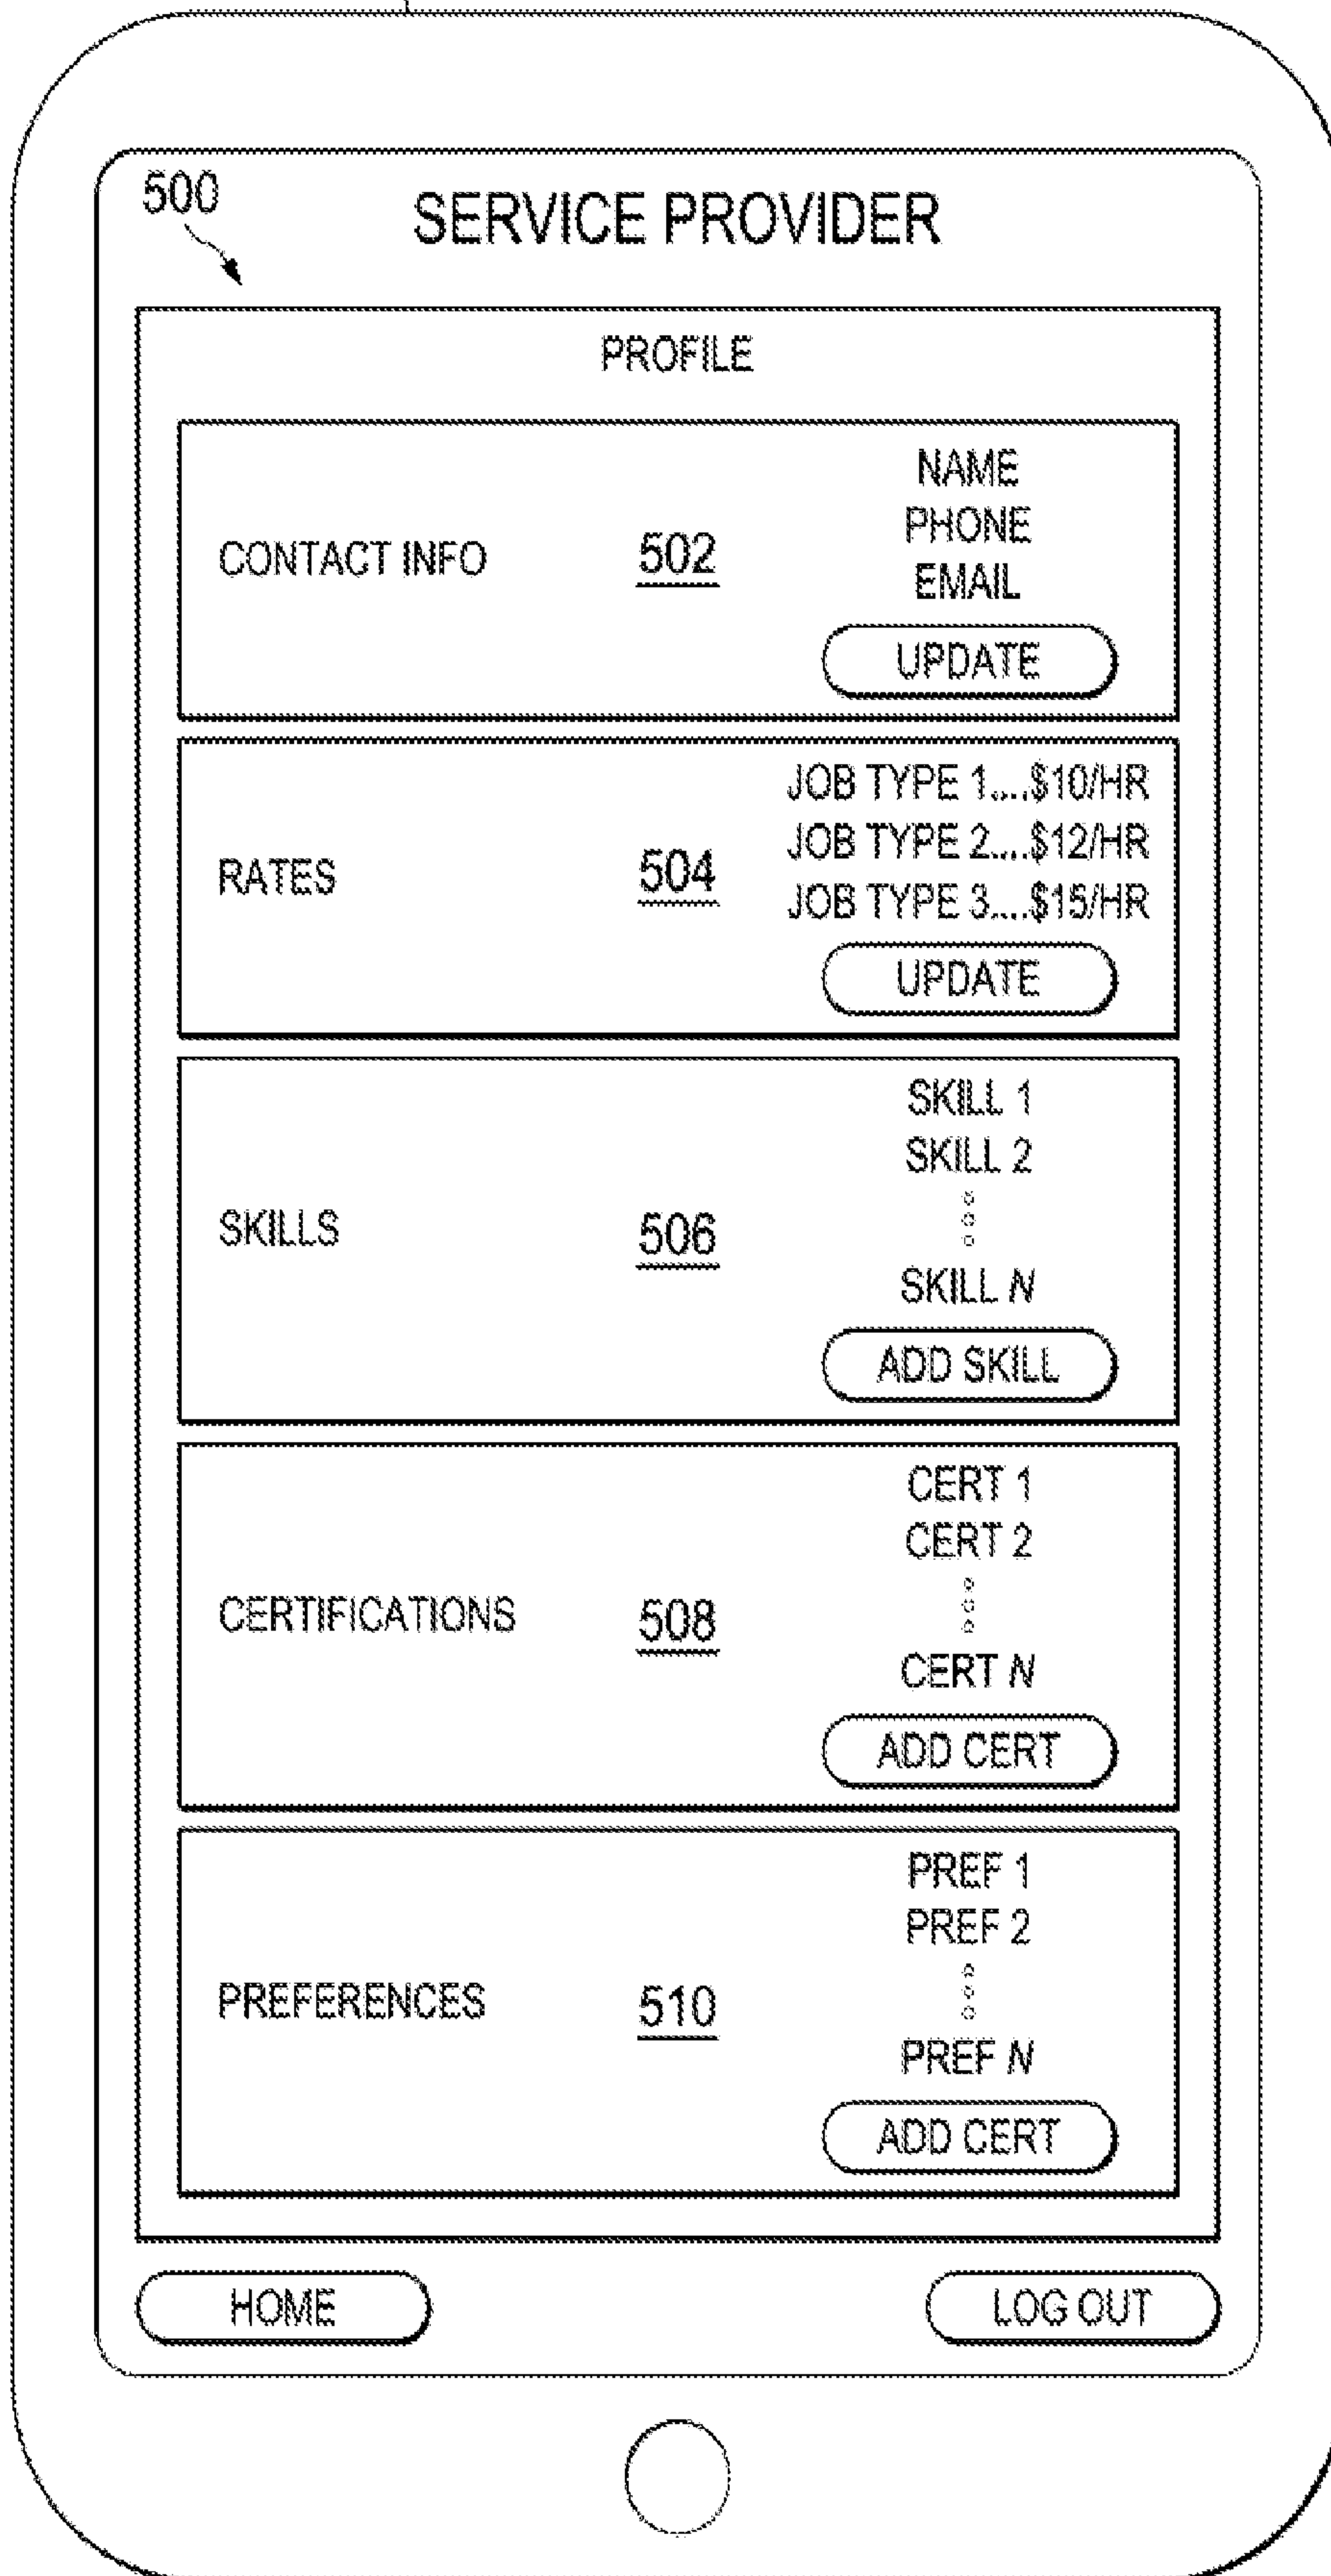 500
SERVICE PROVIDER
PROFILE
CONTACT INFO
502
NAME
PHONE
EMAIL
UPDATE
RATES
504
JOB TYPE 1....$10/HR
JOB TYPE 2....$12/HR
JOB TYPE 3....$15/HR
UPDATE
SKILLS
506
SKILL 1
SKILL 2
SKILL N
ADD SKILL
CERTIFICATIONS
508
CERT 1
CERT 2
CERT N
ADD CERT
PREFERENCES
510
PREF 1
PREF 2
PREF N
ADD CERT
HOME
LOG OUT